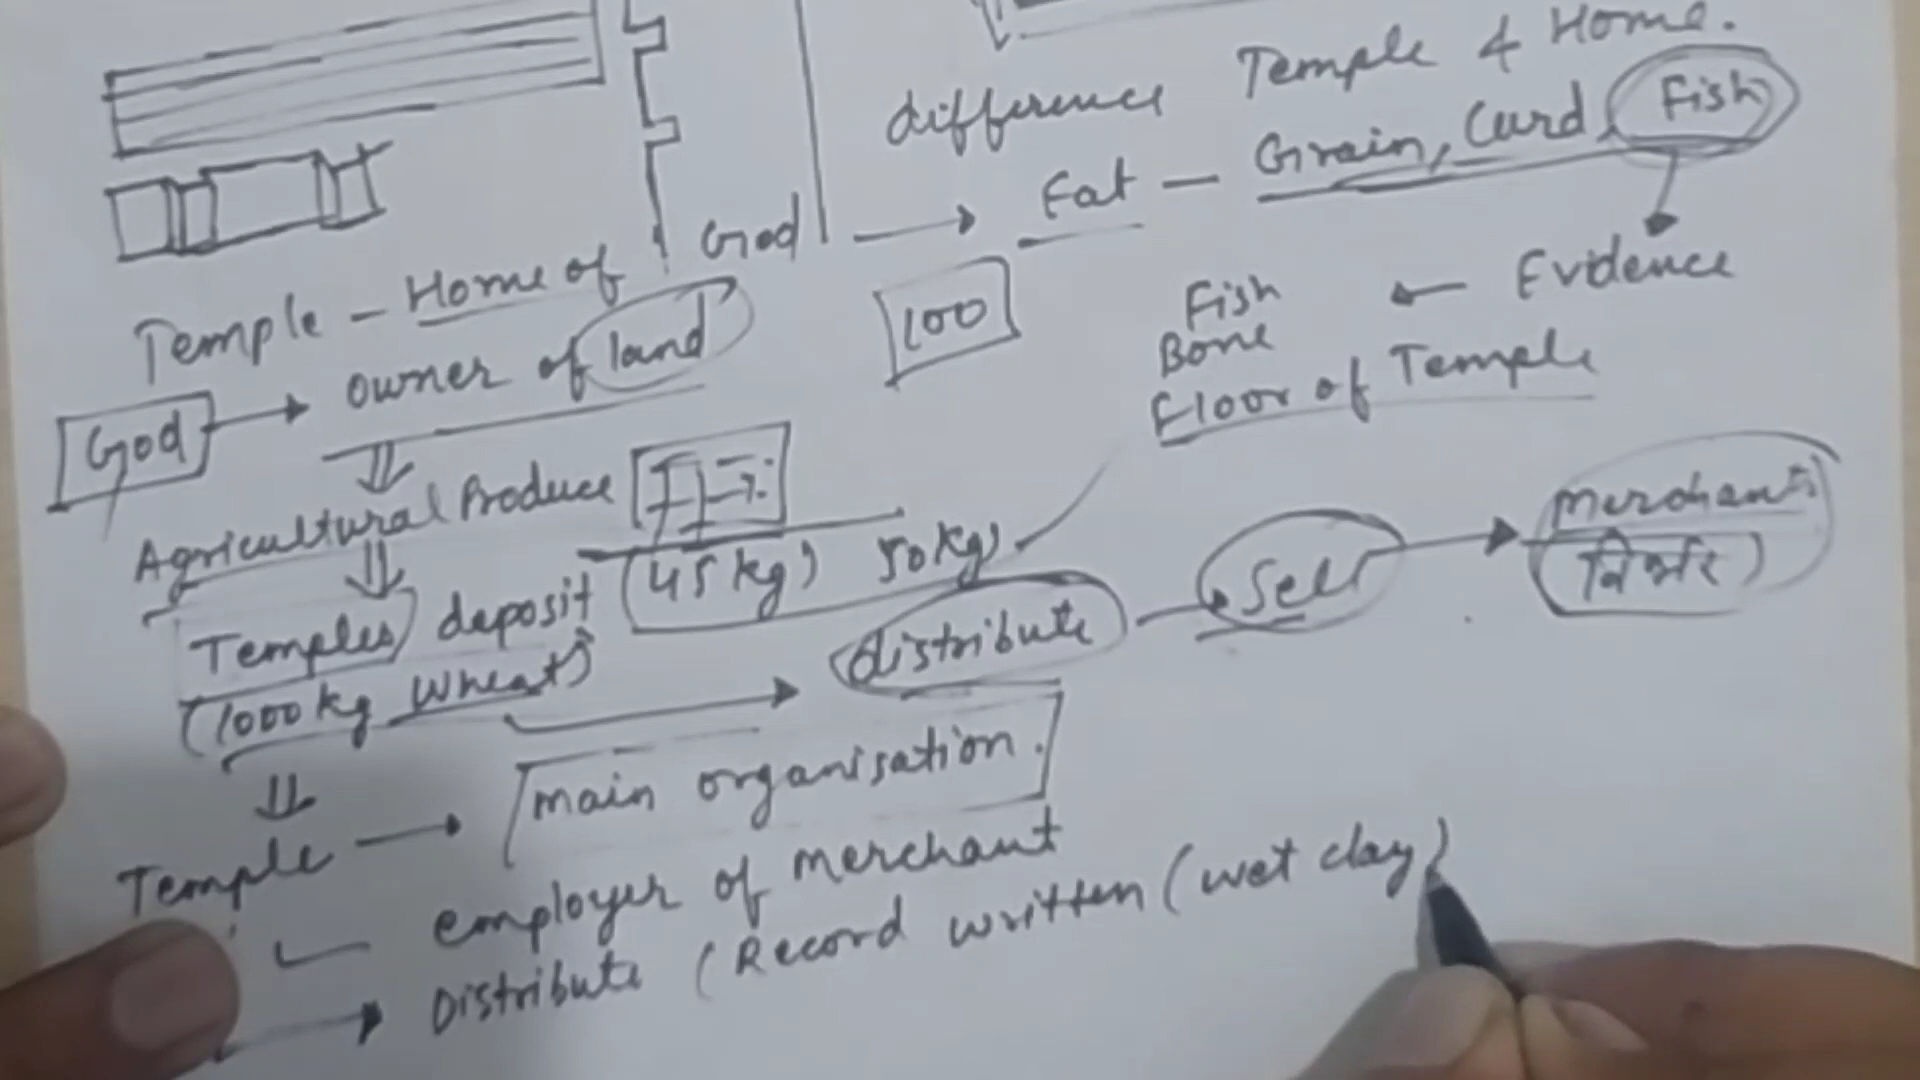 difference Temple & Home.
Eat — Grain, Curd, Fish
Evidence
Fish
Bone
Floor of Temple
Temple - Home of God
100
God → owner of land
Agricultural Produce
Temples deposit (45 kg) 50 kg
(1000 kg Wheat) → distribute → Sell → merchant
(निर्भर)
Temple → main organisation.
employer of merchant
Distribute (Record written (wet clay)